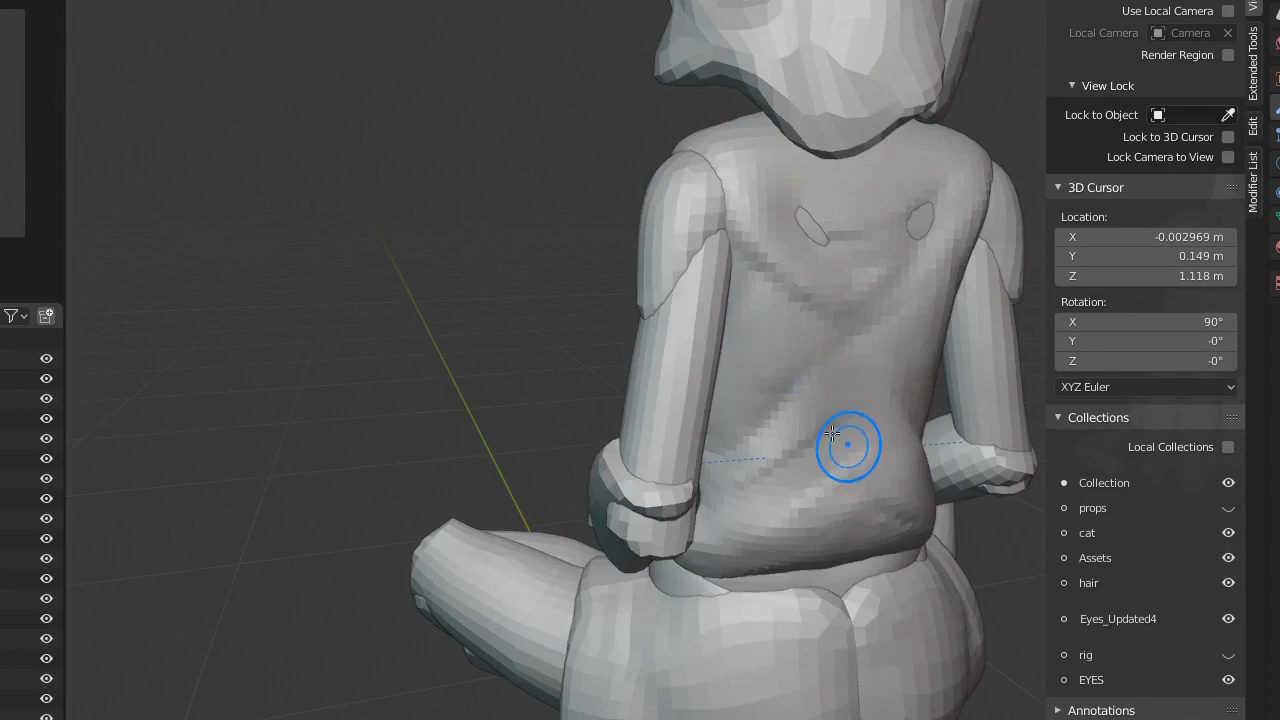 Use Local Camera
Local Camera Camera
Render Region
View Lock
Lock to Object
Lock to 3D Cursor
Lock Camera to View
3D Cursor
Location:
X -0.002969 m
Y 0.149 m
Z 1.118 m
Rotation:
X 90°
Y -0°
Z -0°
XYZ Euler
Collections
Local Collections
Collection
props
cat
Assets
hair
Eyes_Updated4
rig
EYES
Annotations
Vi
Extended Tools
Edit
Modifier List